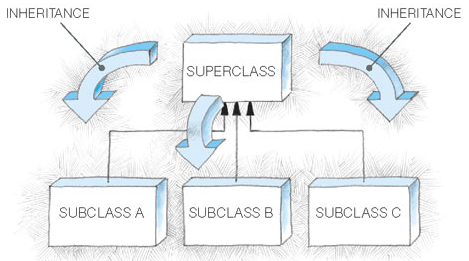 INHERITANCE
INHERITANCE
SUPERCLASS
SUBCLASS A
SUBCLASS B
SUBCLASS C